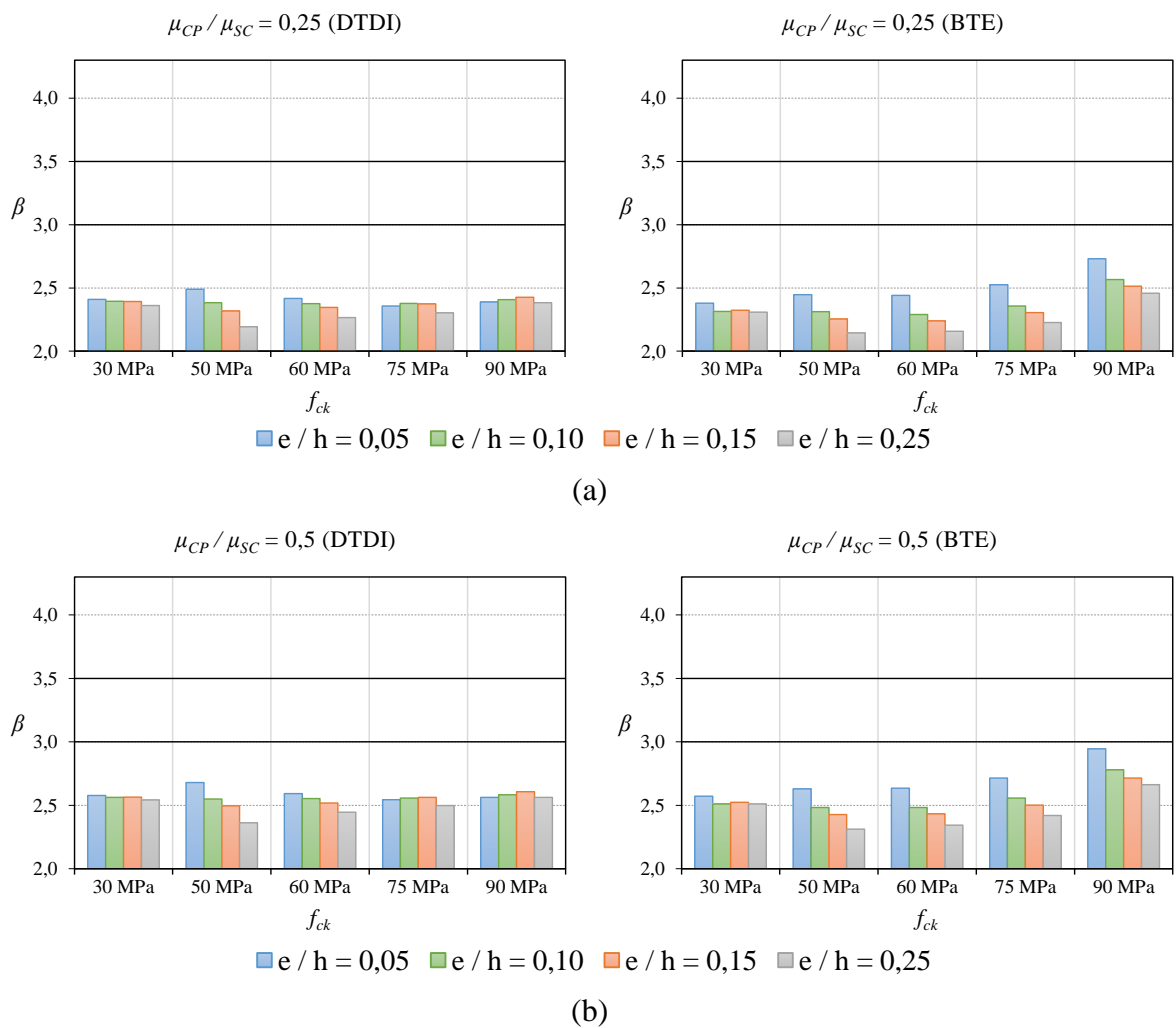 μCP / μSC = 0,25 (DTDI)
4,0
3,5
3,0
2,5
2,0
β
30 MPa 50 MPa 60 MPa 75 MPa 90 MPa
fck
μCP / μSC = 0,25 (BTE)
4,0
3,5
3,0
2,5
2,0
β
30 MPa 50 MPa 60 MPa 75 MPa 90 MPa
fck
e / h = 0,05 e / h = 0,10 e / h = 0,15 e / h = 0,25
(a)
μCP / μSC = 0,5 (DTDI)
4,0
3,5
3,0
2,5
2,0
β
30 MPa 50 MPa 60 MPa 75 MPa 90 MPa
fck
μCP / μSC = 0,5 (BTE)
4,0
3,5
3,0
2,5
2,0
β
30 MPa 50 MPa 60 MPa 75 MPa 90 MPa
fck
e / h = 0,05 e / h = 0,10 e / h = 0,15 e / h = 0,25
(b)